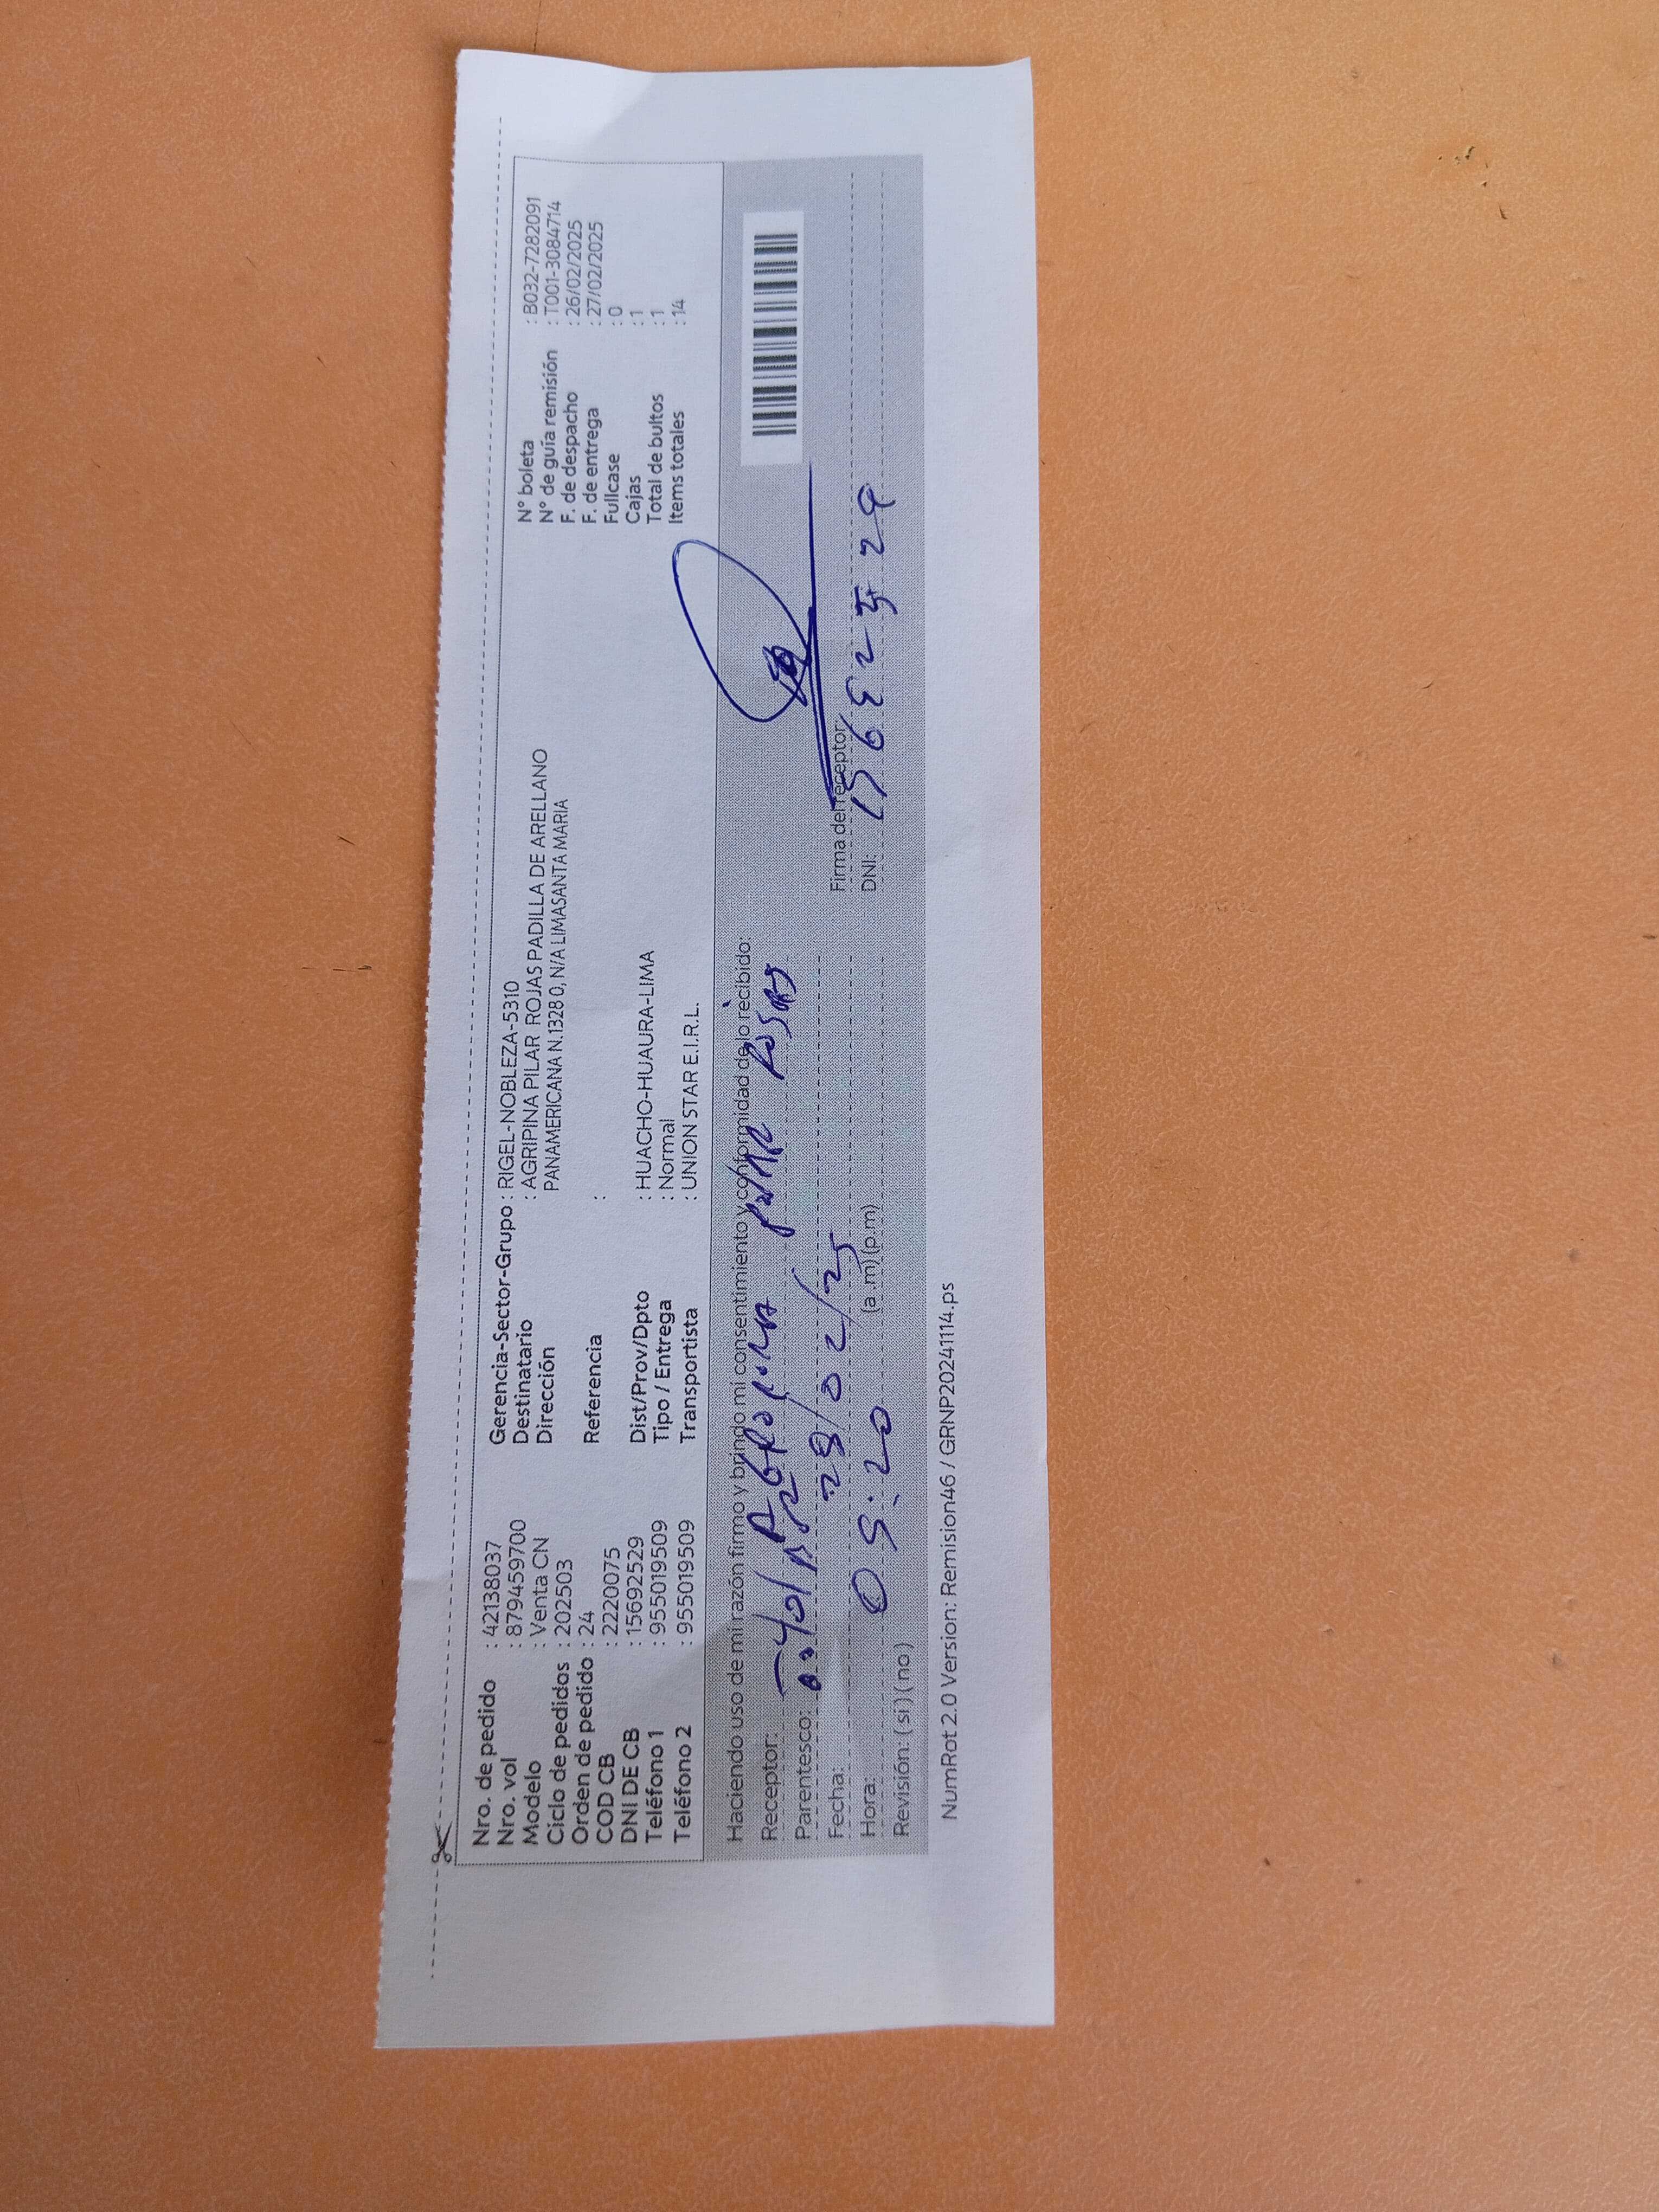 Nro. de pedido : 42138037
Nro. vol : 879459700
Modelo : Venta CN
Ciclo de pedidos : 202503
Orden de pedido : 24
COD CB : 2220075
DNI DE CB : 15692529
Teléfono 1 : 955019509
Teléfono 2 : 955019509
Gerencia-Sector-Grupo : RIGEL-NOBLEZA-5310
Destinatario : AGRIPINA PILAR ROJAS PADILLA DE ARELLANO
Dirección PANAMERICANA N.1328 0, N/A LIMASANTA MARIA
Referencia :
Dist/Prov/Dpto : HUACHO-HUAURA-LIMA
Tipo / Entrega : Normal
Transportista : UNION STAR E.I.R.L.
N° boleta : B032-7282091
N° de guía remisión : T001-3084714
F. de despacho : 26/02/2025
F. de entrega : 27/02/2025
Fullcase : 0
Cajas : 1
Total de bultos : 1
Items totales : 14
Haciendo uso de mi razón firmo y brindo mi consentimiento y conformidad de lo recibido:
Receptor:
Parentesco:
Fecha: 28/02/25
Hora: 09:20 (a.m)(p.m)
Revisión: (si)(no)
Firma del receptor:
DNI:
NumRot 2.0 Version: Remision46 / GRNP20241114.ps